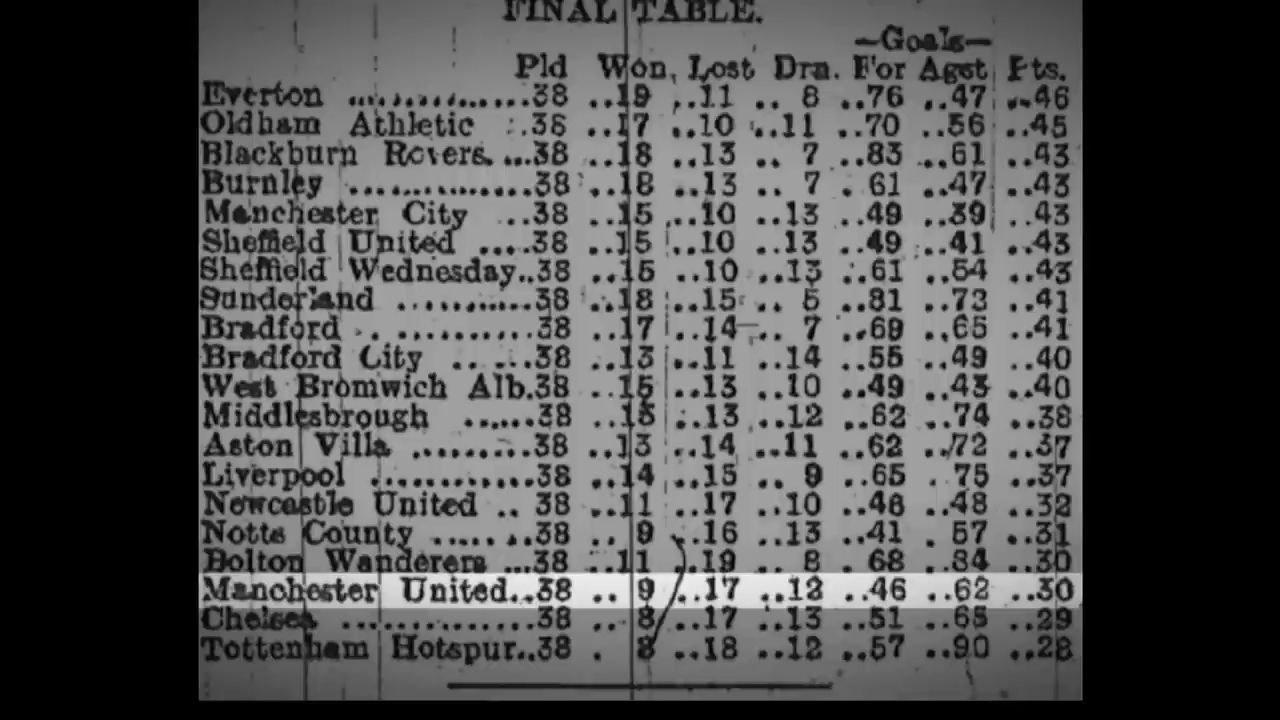 FINAL TABLE.
—Goals—
Pld Won, Lost Drn. For Agst Pts.
Everton .............38 ..19 ..11 .. 8 ..76 ..47 ..46
Oldham Athletic ..38 ..17 ..10 ..11 ..70 ..56 ..45
Blackburn Rovers. ...38 ..18 ..13 .. 7 ..83 ..61 ..43
Burnley ...............38 ..18 ..13 .. 7 . 61 ..47 ..43
Manchester City ...38 ..15 ..10 ..13 ..49 ..39 ..43
Sheffield United ....38 ..15 ..10 ..13 ..49 ..41 ..43
Sheffield Wednesday..38 ..15 ..10 ..13 ..61 ..54 ..43
Sunderland ...........38 ..18 ..15 .. 5 ..81 ..73 ..41
Bradford . ...........38 ..17 ..14 .. 7 ..69 ..65 ..41
Bradford City .. ....38 ..13 ..11 ..14 ..55 ..49 ..40
West Bromwich Alb.38 ..15 ..13 ..10 ..49 ..43 ..40
Middlesbrough ......38 ..13 ..13 ..12 ..62 ..74 ..38
Aston Villa .........38 ..13 ..14 ..11 ..62 ..72 ..37
Liverpool ............38 ..14 ..15 .. 9 ..65 . 75 ..37
Newcastle United .. 38 ..11 ..17 ..10 ..46 ..48 ..32
Notts County ..... ..38 .. 9 ..16 ..13 ..41 . 57 ..31
Bolton Wanderers ...38 ..11 ..19 .. 8 ..68 ..84 ..30
Manchester United...38 .. 9 ..17 ..12 ..46 ..62 ..30
Chelsea ..............38 .. 8 ..17 ..13 ..51 ..65 ..29
Tottenham Hotspur..38 . 8 ..18 ..12 ..57 ..90 ..28